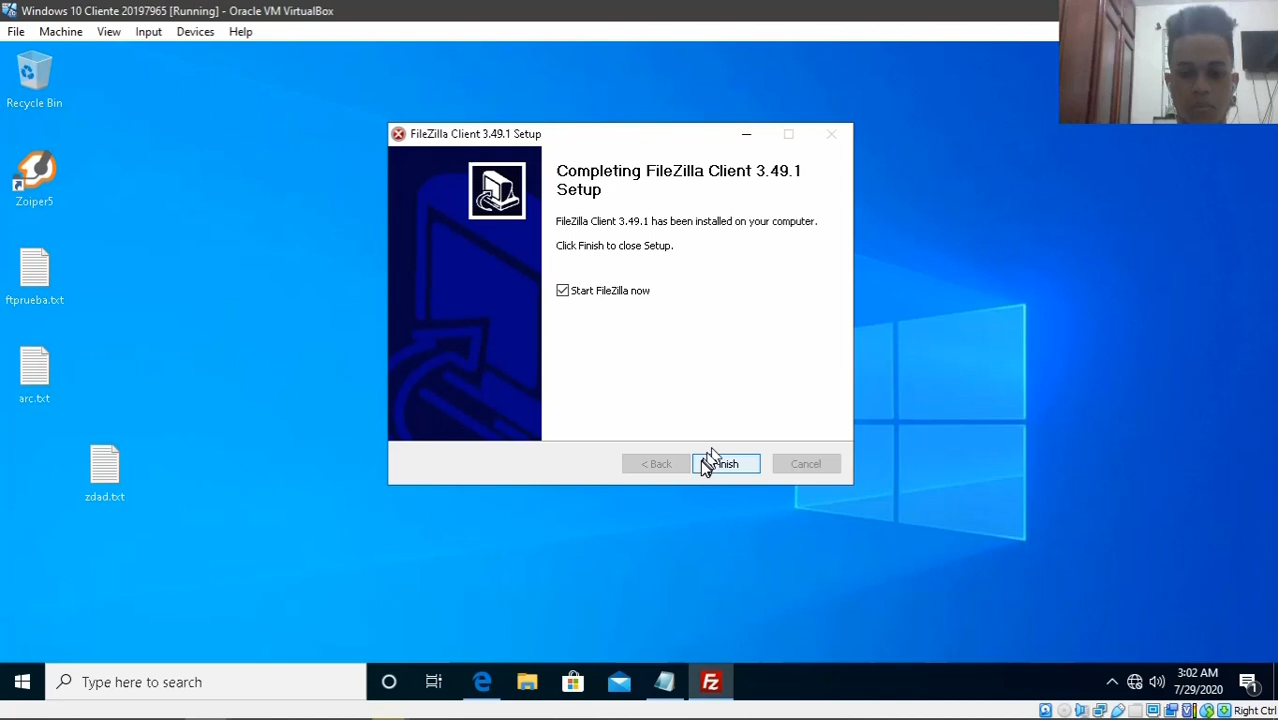 Windows 10 Cliente 20197965 [Running] - Oracle VM VirtualBox
File Machine View Input Devices Help
Recycle Bin
Zoiper5
ftprueba.txt
arc.txt
zdad.txt
FileZilla Client 3.49.1 Setup
Completing FileZilla Client 3.49.1
Setup
FileZilla Client 3.49.1 has been installed on your computer.
Click Finish to close Setup.
Start FileZilla now
< Back Finish Cancel
Type here to search
Fz
3:02 AM
7/29/2020
1
Right Ctrl